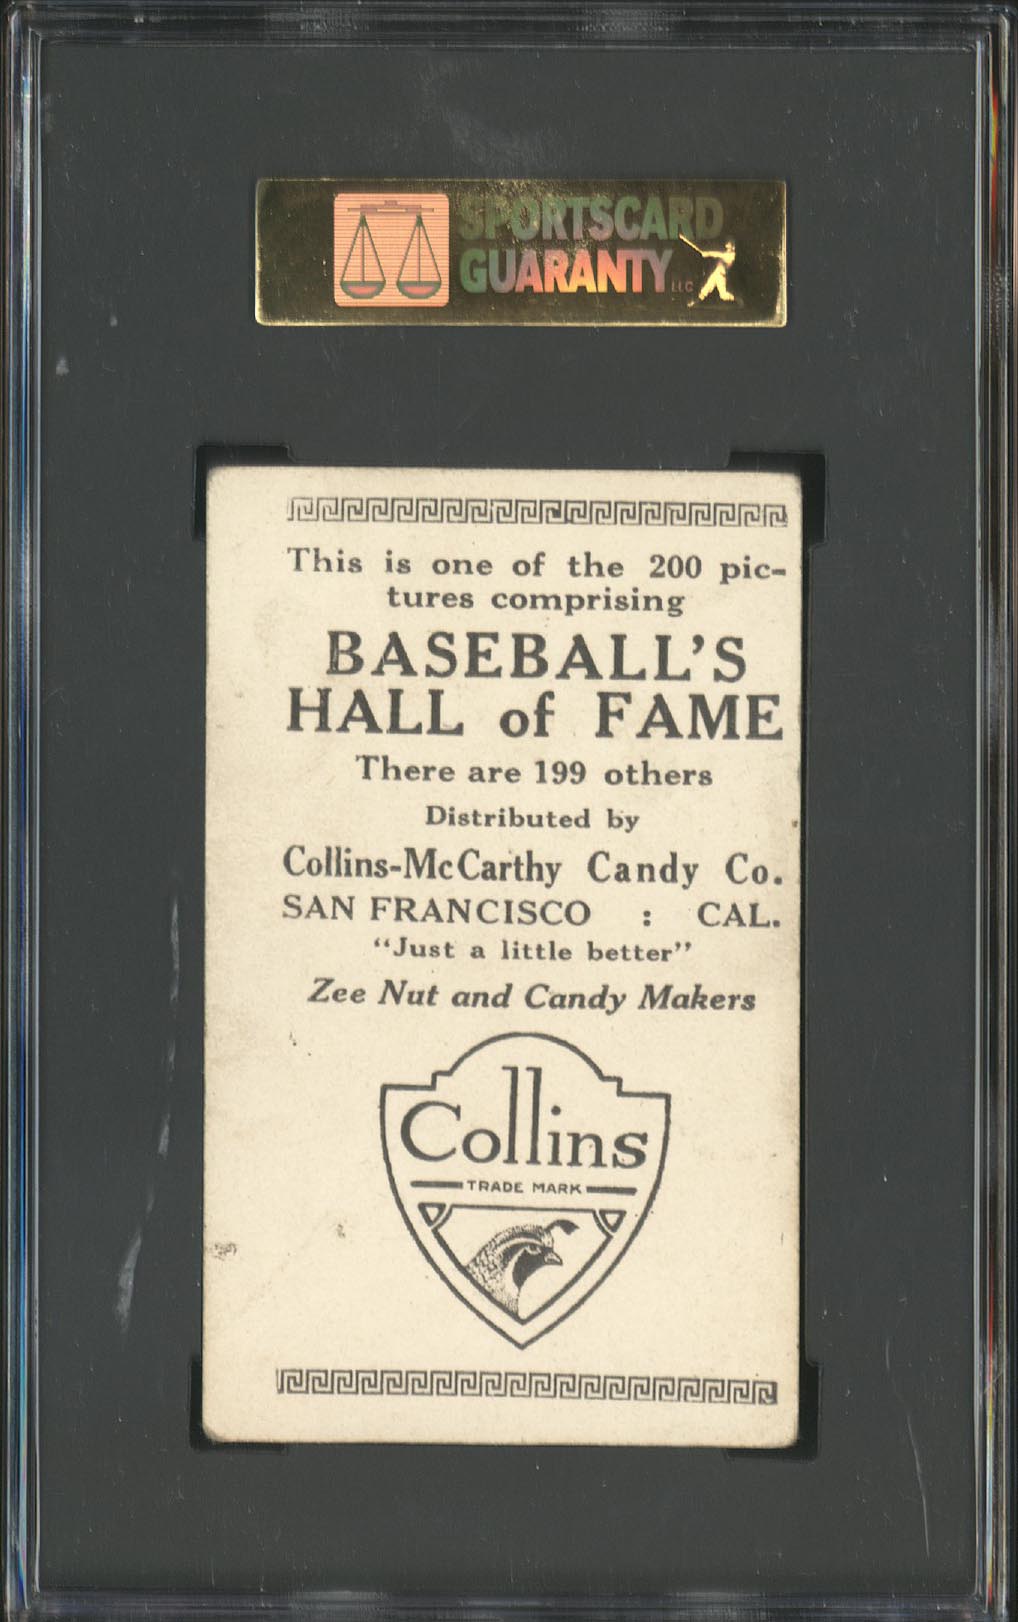 SPORTSCARD
GUARANTY LLC
This is one of the 200 pic-
tures comprising
BASEBALL'S
HALL of FAME
There are 199 others
Distributed by
Collins-McCarthy Candy Co.
SAN FRANCISCO : CAL.
"Just a little better"
Zee Nut and Candy Makers
Collins
TRADE MARK